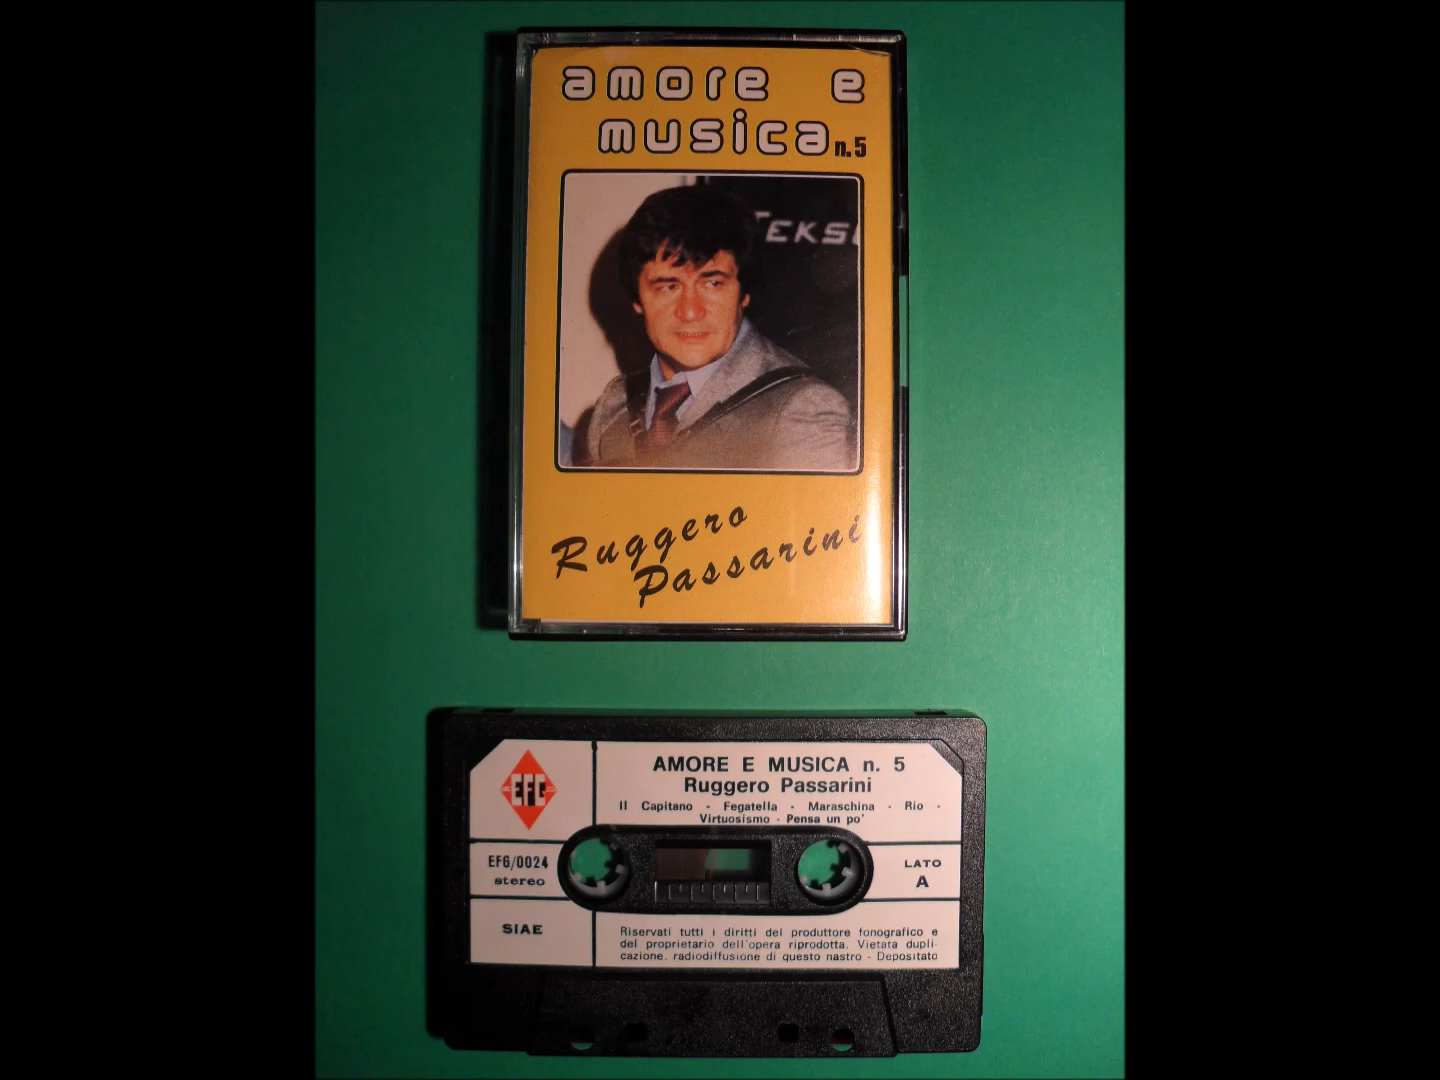 amore e
musica n.5
TEKS
Ruggero
Passarini
EFG
AMORE E MUSICA n. 5
Ruggero Passarini
Il Capitano - Fegatella - Maraschina - Rio -
Virtuosismo - Pensa un po'
EFG/0024
stereo
LATO
A
SIAE
Riservati tutti i diritti del produttore fonografico e
del proprietario dell'opera riprodotta. Vietata dupli-
cazione, radiodiffusione di questo nastro - Depositato